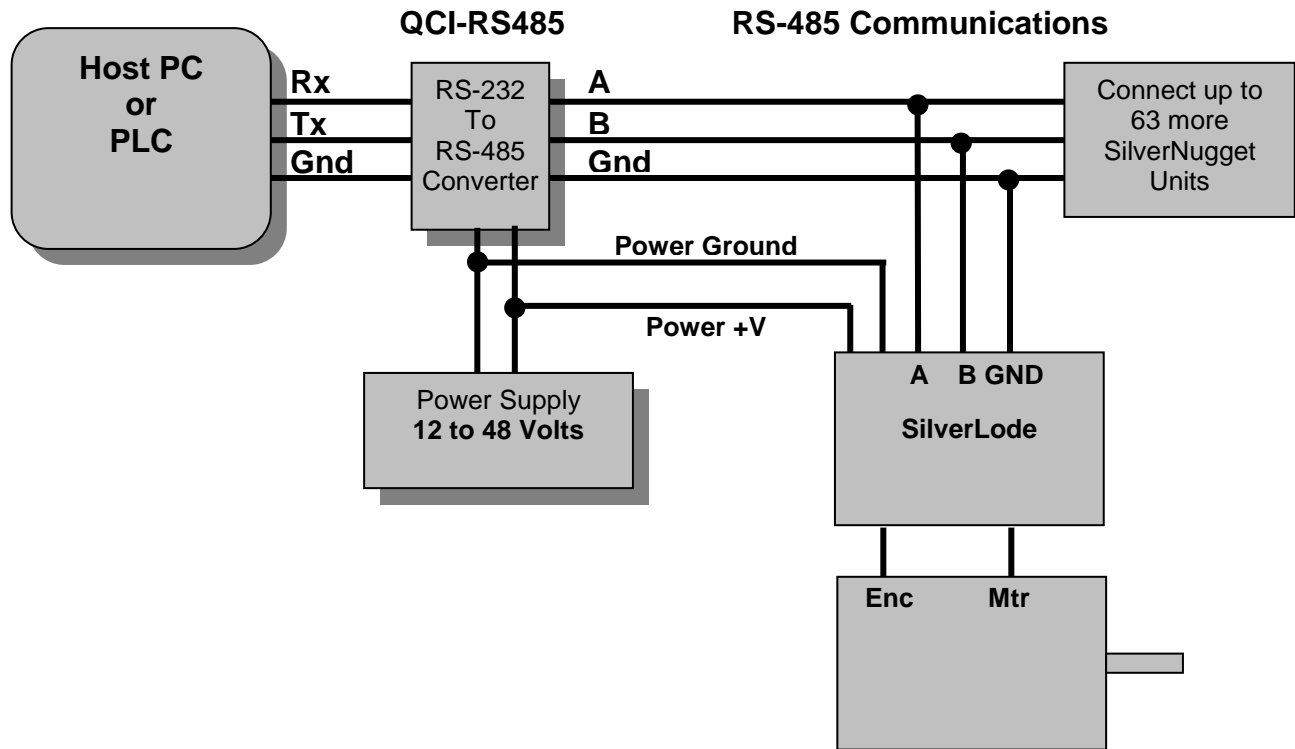 QCI-RS485
RS-485 Communications
Host PC
or
PLC
Rx
Tx
Gnd
RS-232
To
RS-485
Converter
A
B
Gnd
Connect up to
63 more
SilverNugget
Units
Power Ground
Power +V
Power Supply
12 to 48 Volts
A B GND
SilverLode
Enc Mtr